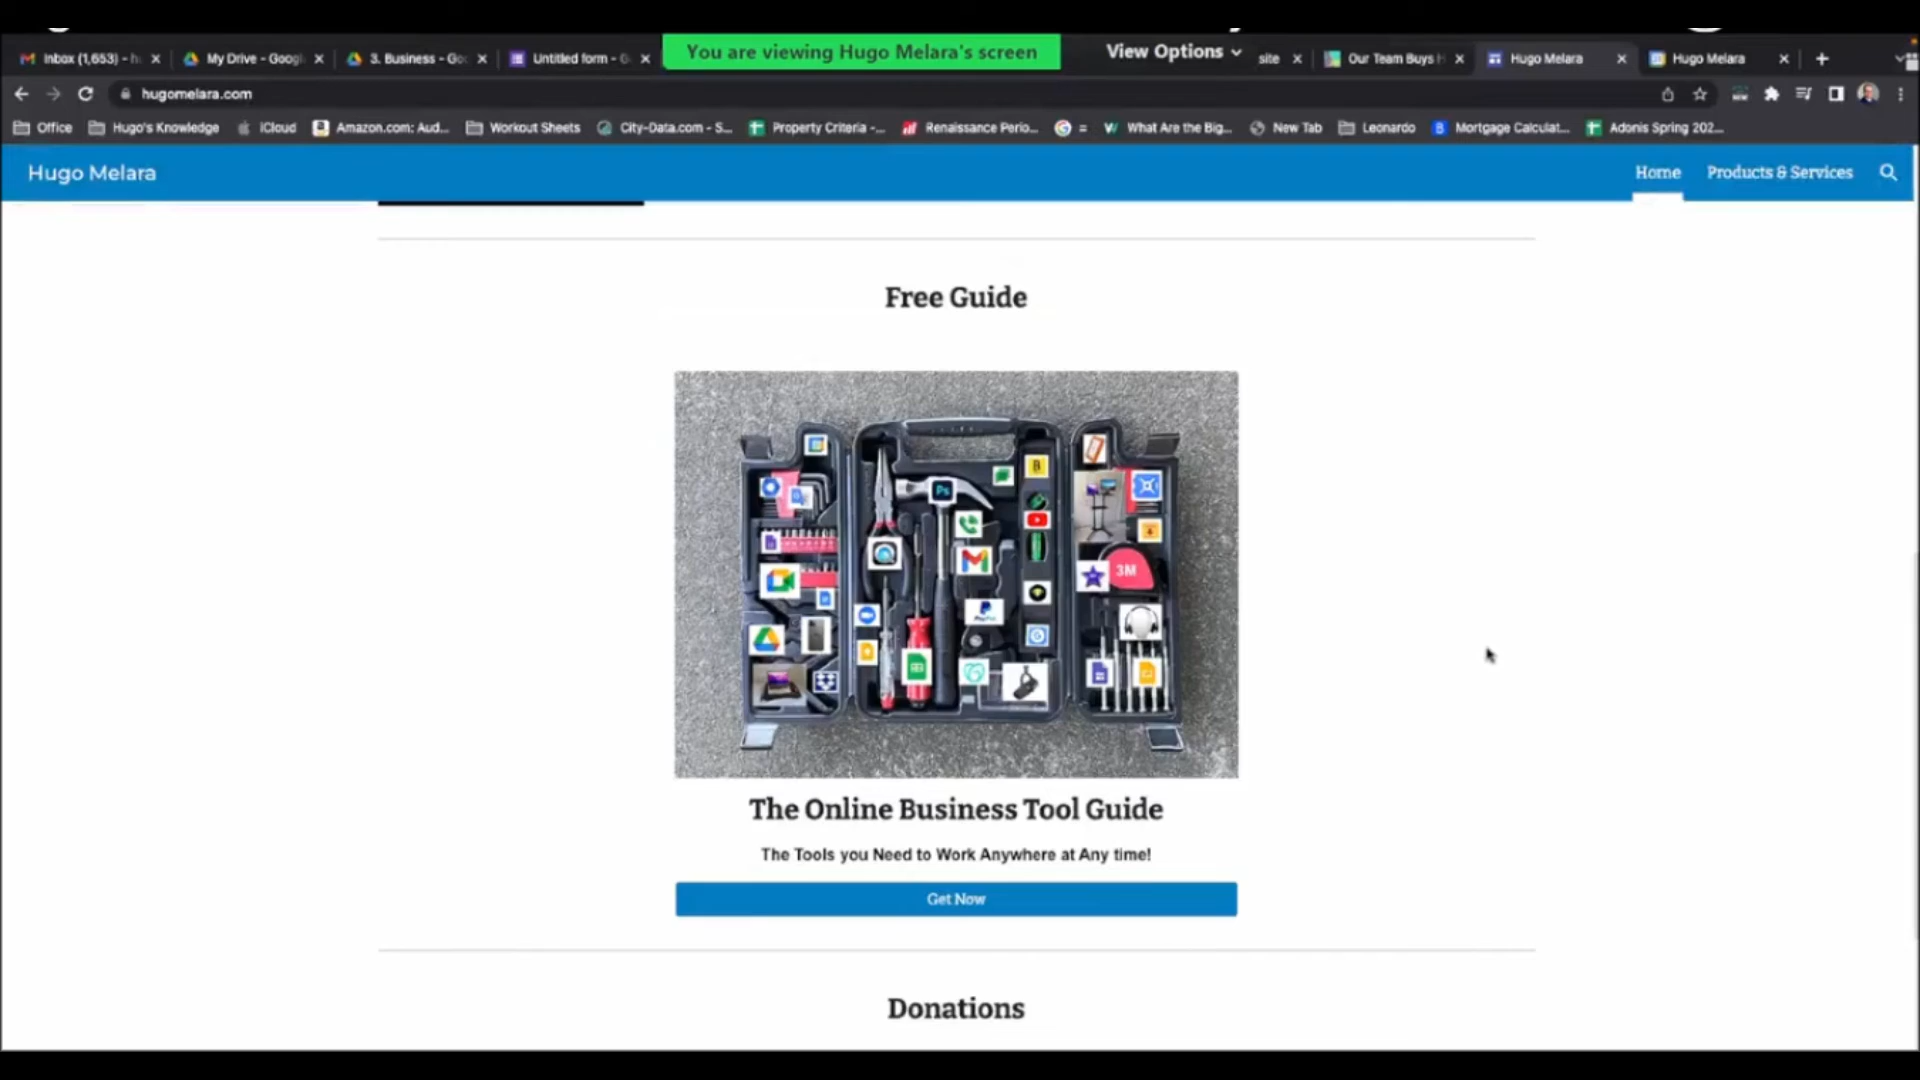 Inbox (1,653) - h
My Drive - Googl
3. Business - Goo
Untitled form - G
You are viewing Hugo Melara's screen
View Options
site
Our Team Buys H
Hugo Melara
Hugo Melara
hugomelara.com
Office
Hugo's Knowledge
iCloud
Amazon.com: Aud...
Workout Sheets
City-Data.com - S...
Property Criteria -...
Renaissance Perio...
=
What Are the Big...
New Tab
Leonardo
Mortgage Calculat...
Adonis Spring 202...
Hugo Melara
Home
Products & Services
Free Guide
Ps
B
3M
PayPal
The Online Business Tool Guide
The Tools you Need to Work Anywhere at Any time!
Get Now
Donations